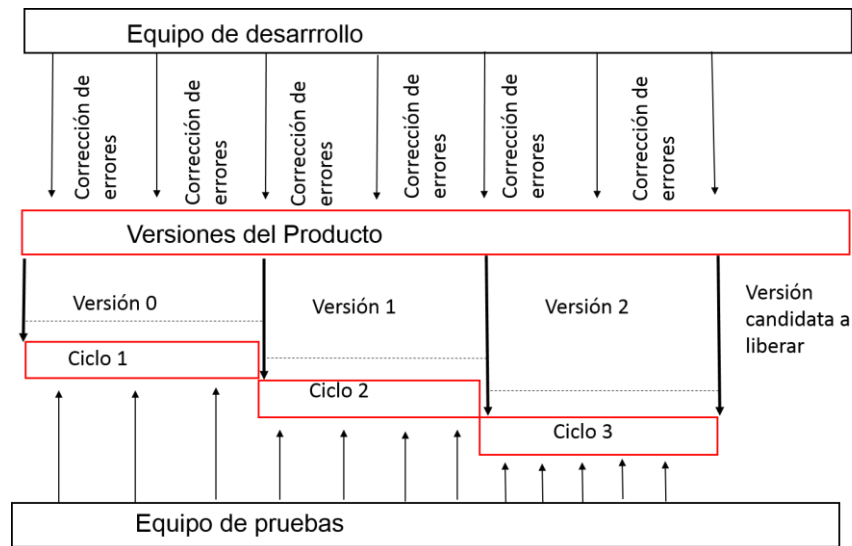 Equipo de desarrrollo
Corrección de
errores
Corrección de
errores
Corrección de
errores
Corrección de
errores
Corrección de
errores
Corrección de
errores
Versiones del Producto
Versión 0
Versión 1
Versión 2
Versión
candidata a
liberar
Ciclo 1
Ciclo 2
Ciclo 3
Equipo de pruebas